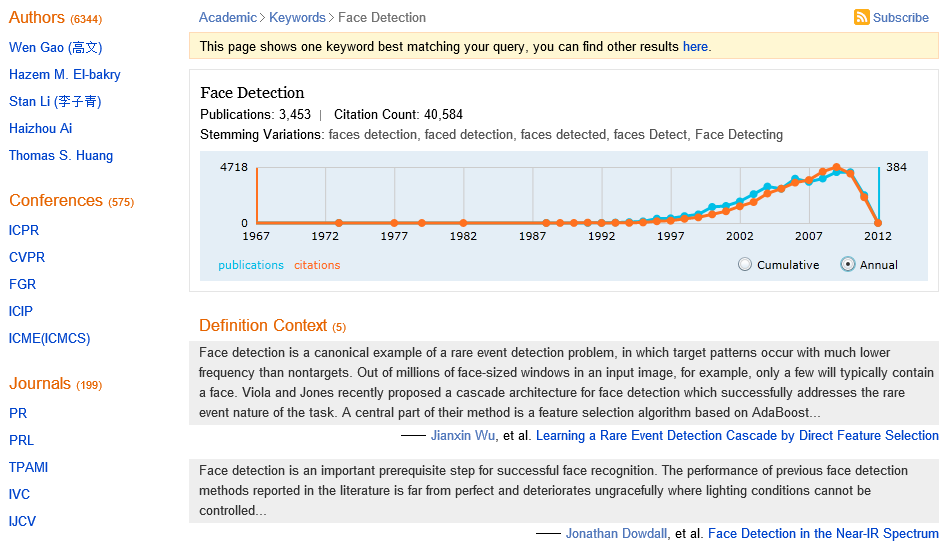 Authors (6344)
Wen Gao (高文)
Hazem M. El-bakry
Stan Li (李子青)
Haizhou Ai
Thomas S. Huang
Conferences (575)
ICPR
CVPR
FGR
ICIP
ICME(ICMCS)
Journals (199)
PR
PRL
TPAMI
IVC
IJCV
Academic > Keywords > Face Detection
Subscribe
This page shows one keyword best matching your query, you can find other results here.
Face Detection
Publications: 3,453 | Citation Count: 40,584
Stemming Variations: faces detection, faced detection, faces detected, faces Detect, Face Detecting
4718
384
0
1967 1972 1977 1982 1987 1992 1997 2002 2007 2012
publications citations
Cumulative Annual
Definition Context (5)
Face detection is a canonical example of a rare event detection problem, in which target patterns occur with much lower
frequency than nontargets. Out of millions of face-sized windows in an input image, for example, only a few will typically contain
a face. Viola and Jones recently proposed a cascade architecture for face detection which successfully addresses the rare
event nature of the task. A central part of their method is a feature selection algorithm based on AdaBoost...
—— Jianxin Wu, et al. Learning a Rare Event Detection Cascade by Direct Feature Selection
Face detection is an important prerequisite step for successful face recognition. The performance of previous face detection
methods reported in the literature is far from perfect and deteriorates ungracefully where lighting conditions cannot be
controlled...
—— Jonathan Dowdall, et al. Face Detection in the Near-IR Spectrum